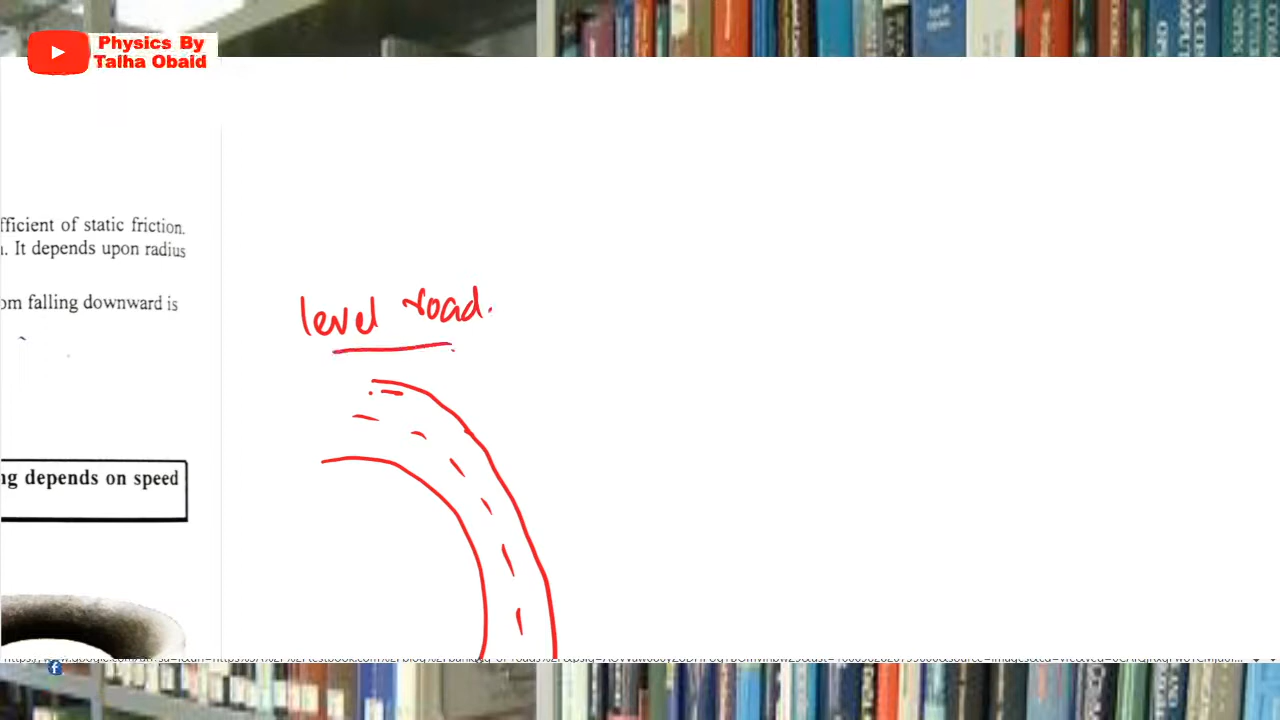 Physics By
Talha Obaid
fficient of static friction.
. It depends upon radius
om falling downward is
level road.
ng depends on speed